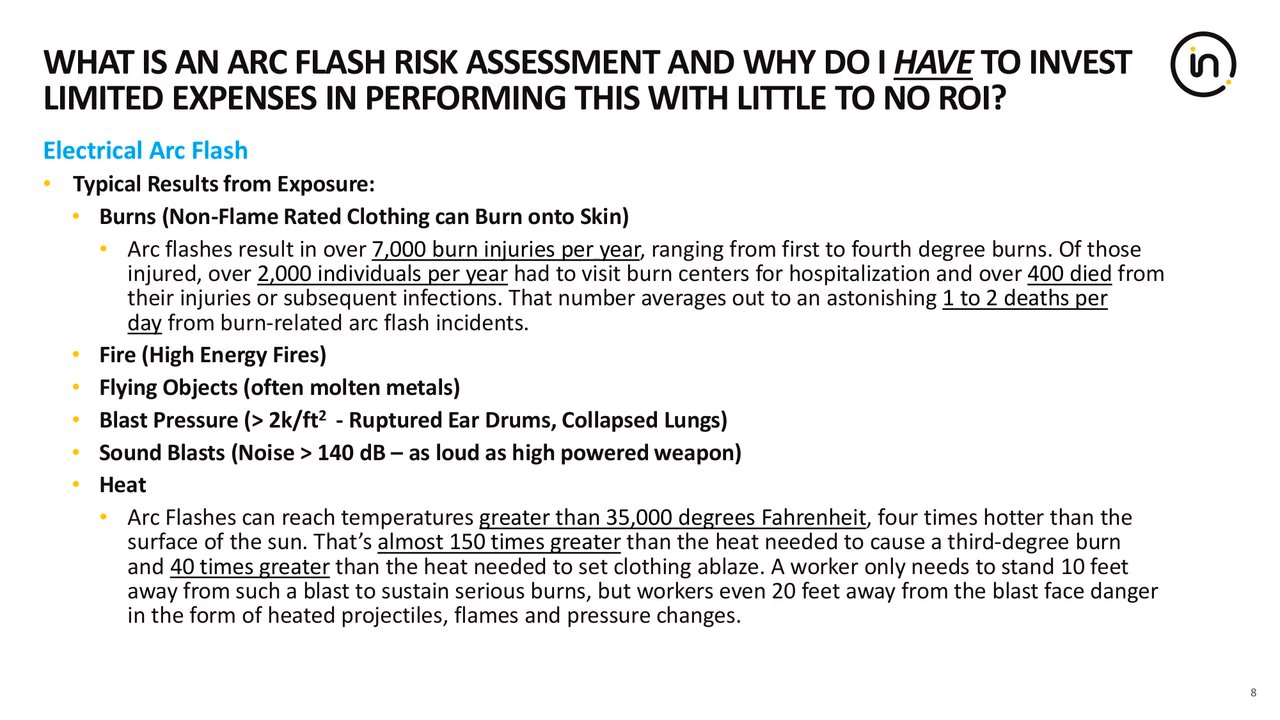 WHAT IS AN ARC FLASH RISK ASSESSMENT AND WHY DO I HAVE TO INVEST
LIMITED EXPENSES IN PERFORMING THIS WITH LITTLE TO NO ROI?
in
Electrical Arc Flash
• Typical Results from Exposure:
• Burns (Non-Flame Rated Clothing can Burn onto Skin)
• Arc flashes result in over 7,000 burn injuries per year, ranging from first to fourth degree burns. Of those
injured, over 2,000 individuals per year had to visit burn centers for hospitalization and over 400 died from
their injuries or subsequent infections. That number averages out to an astonishing 1 to 2 deaths per
day from burn-related arc flash incidents.
• Fire (High Energy Fires)
• Flying Objects (often molten metals)
• Blast Pressure (> 2k/ft² - Ruptured Ear Drums, Collapsed Lungs)
• Sound Blasts (Noise > 140 dB – as loud as high powered weapon)
• Heat
• Arc Flashes can reach temperatures greater than 35,000 degrees Fahrenheit, four times hotter than the
surface of the sun. That’s almost 150 times greater than the heat needed to cause a third-degree burn
and 40 times greater than the heat needed to set clothing ablaze. A worker only needs to stand 10 feet
away from such a blast to sustain serious burns, but workers even 20 feet away from the blast face danger
in the form of heated projectiles, flames and pressure changes.
8